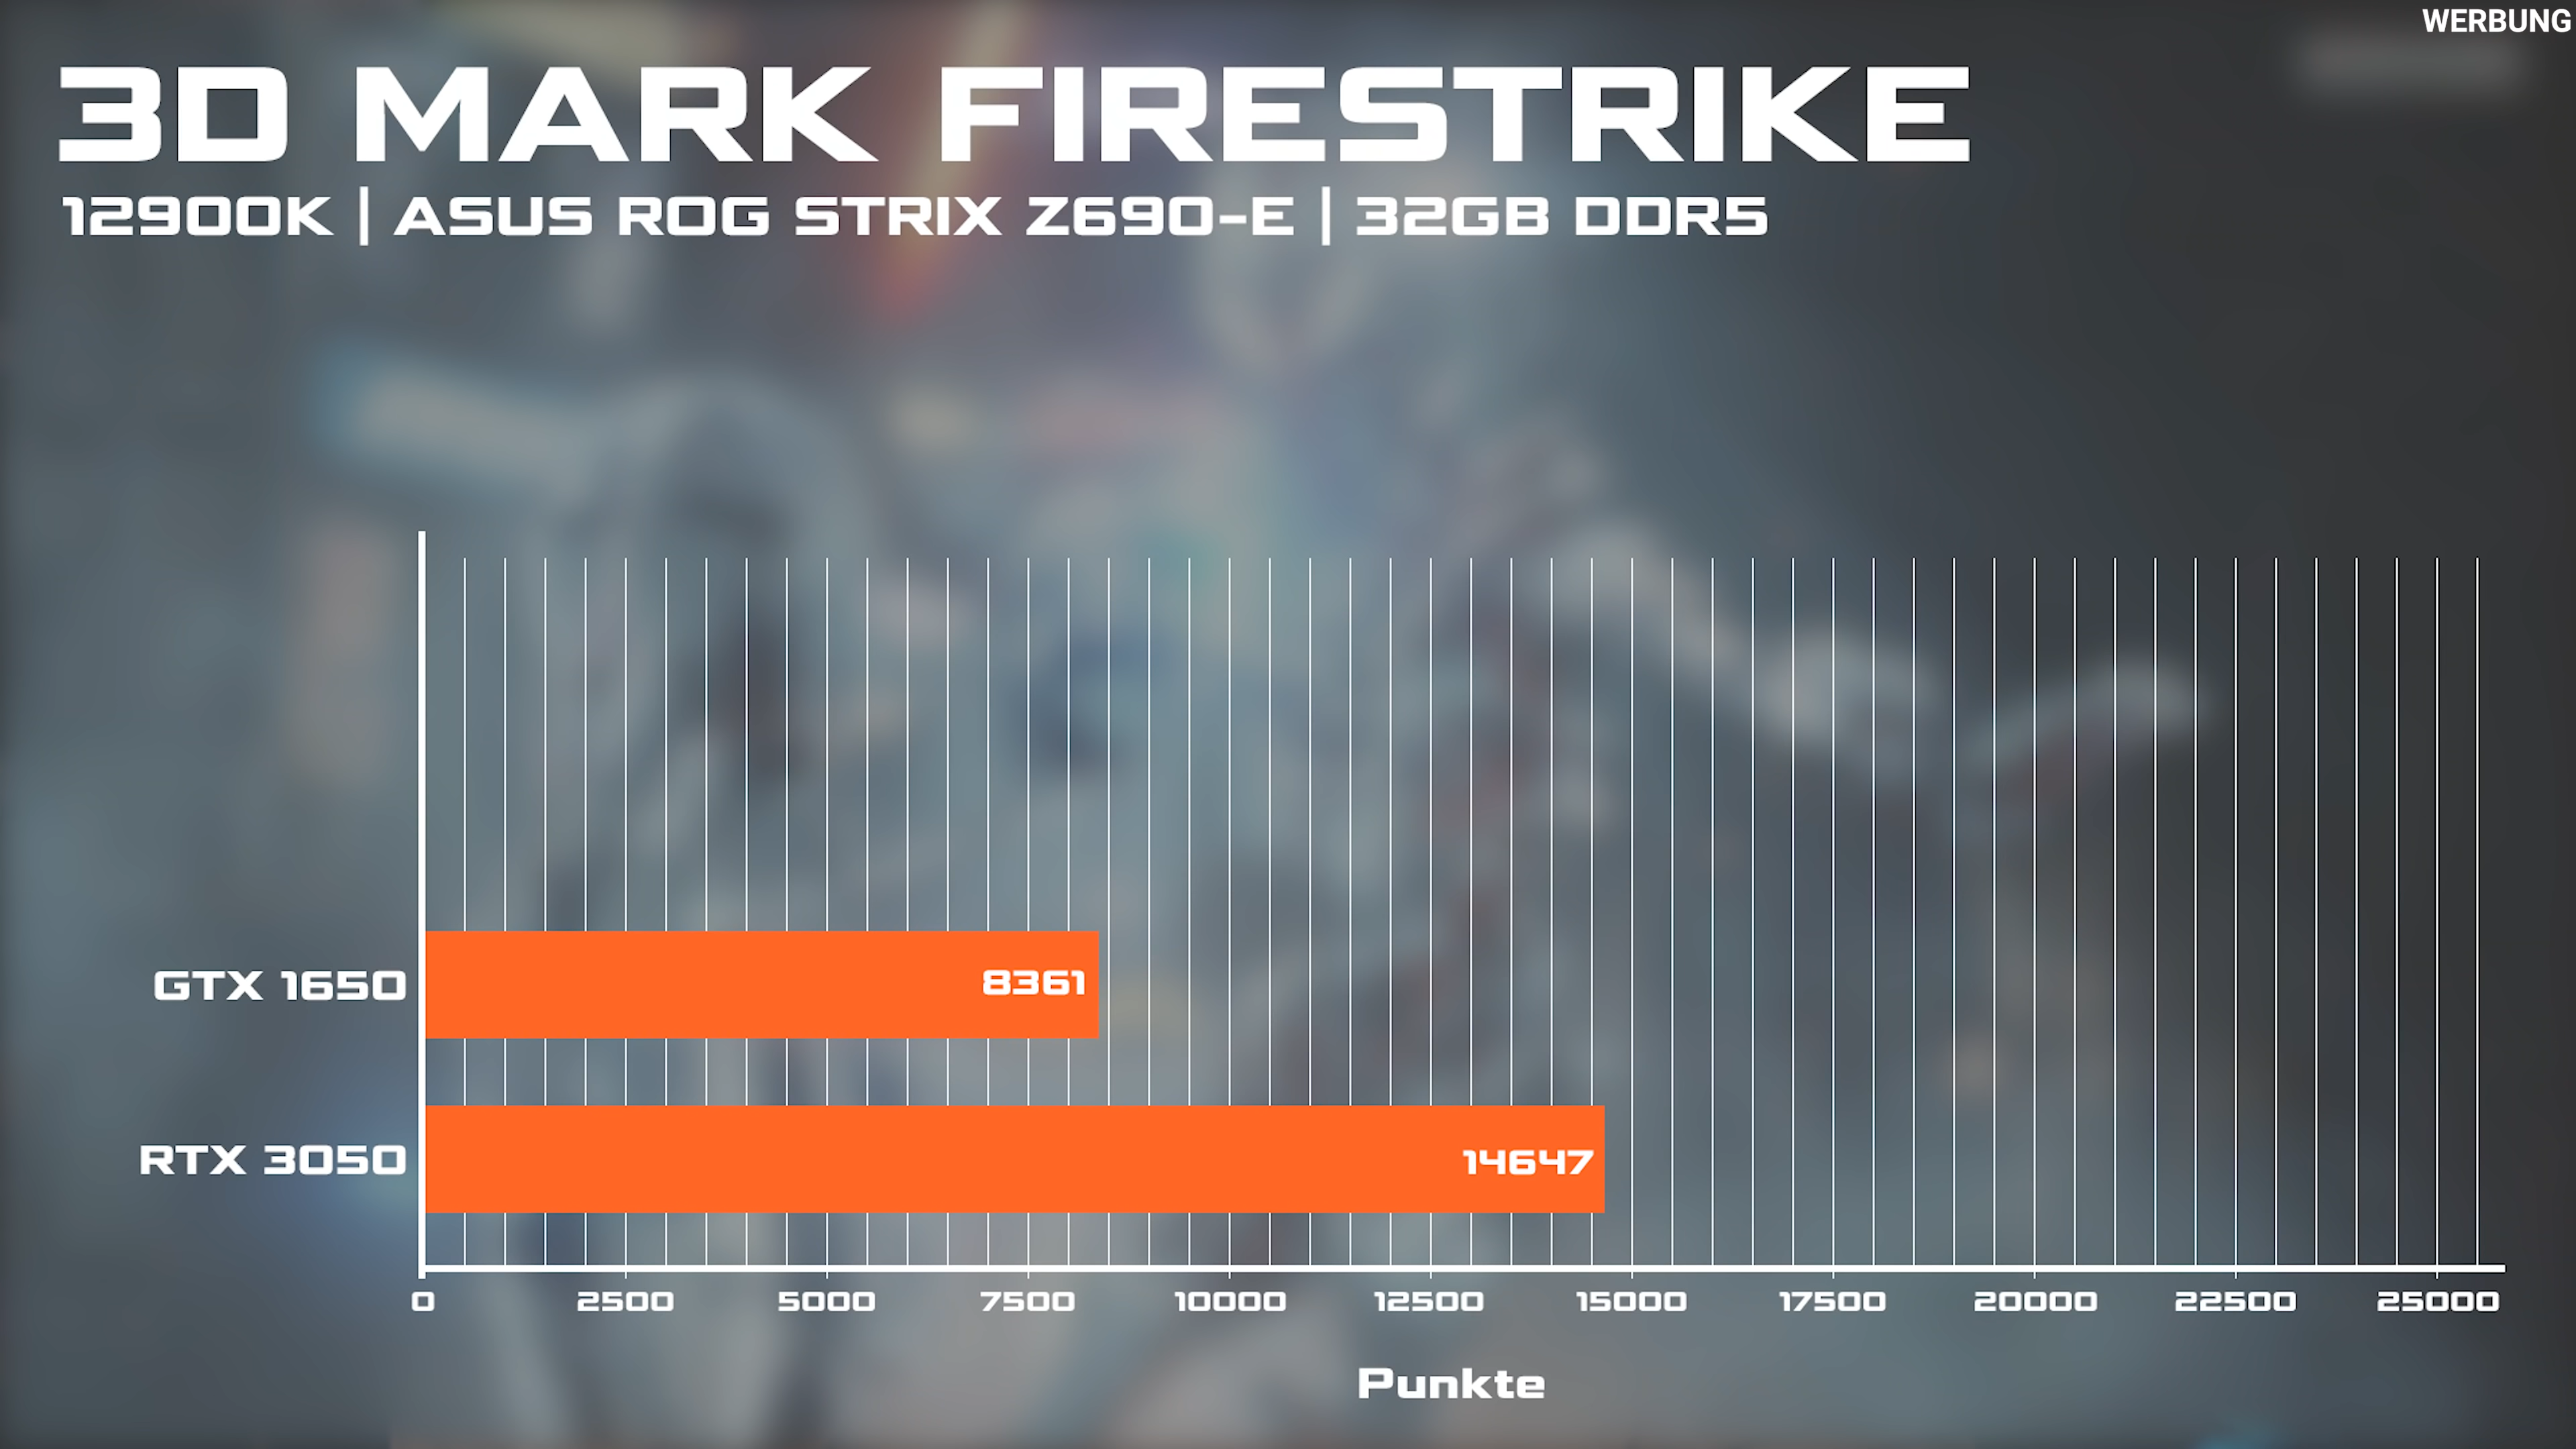 WERBUNG
3D MARK FIRESTRIKE
12900K | ASUS ROG STRIX Z690-E | 32GB DDR5
GTX 1650 8361
RTX 3050 14647
0 2500 5000 7500 10000 12500 15000 17500 20000 22500 25000
Punkte